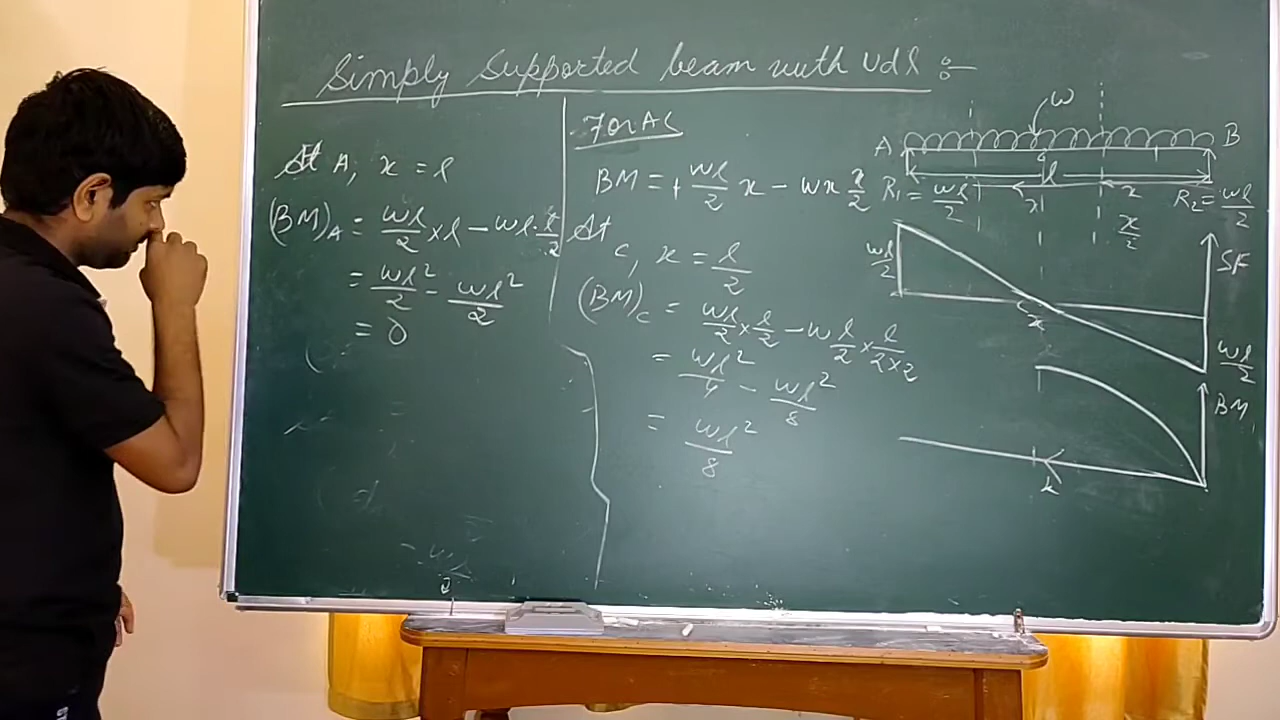 Simply Supported beam with Udl :-
At A, x = l
(BM)A = wl/2 × l - wl · l/2
= wl²/2 - wl²/2
= 0
For AC
BM = + wl/2 x - wx x/2
At
C, x = l/2
(BM)C = wl/2 × l/2 - w l/2 × l/(2×2)
= wl²/4 - wl²/8
= wl²/8
w
A B
l
R1 = wl/2 x x R2 = wl/2
x/2
wl/2 SF
wl/2
BM